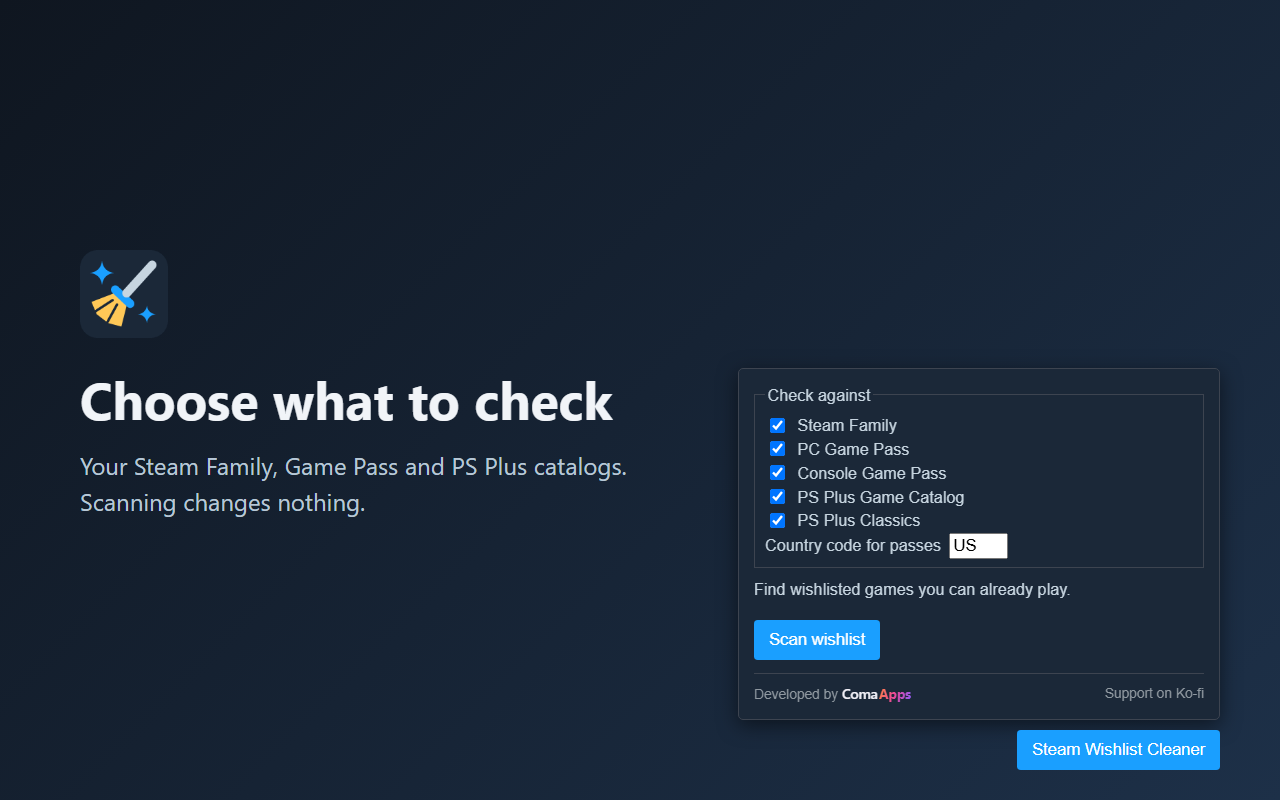 Choose what to check
Your Steam Family, Game Pass and PS Plus catalogs.
Scanning changes nothing.
Check against
Steam Family
PC Game Pass
Console Game Pass
PS Plus Game Catalog
PS Plus Classics
Country code for passes US
Find wishlisted games you can already play.
Scan wishlist
Developed by ComaApps
Support on Ko-fi
Steam Wishlist Cleaner